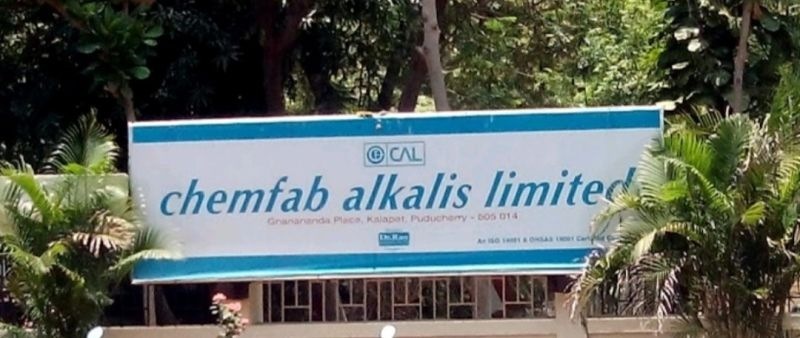 CAL
chemfab alkalis limited
Gnanananda Place, Kalapet, Puducherry - 605 014
Dr.Rao
An ISO 14001 & OHSAS 18001 Certified